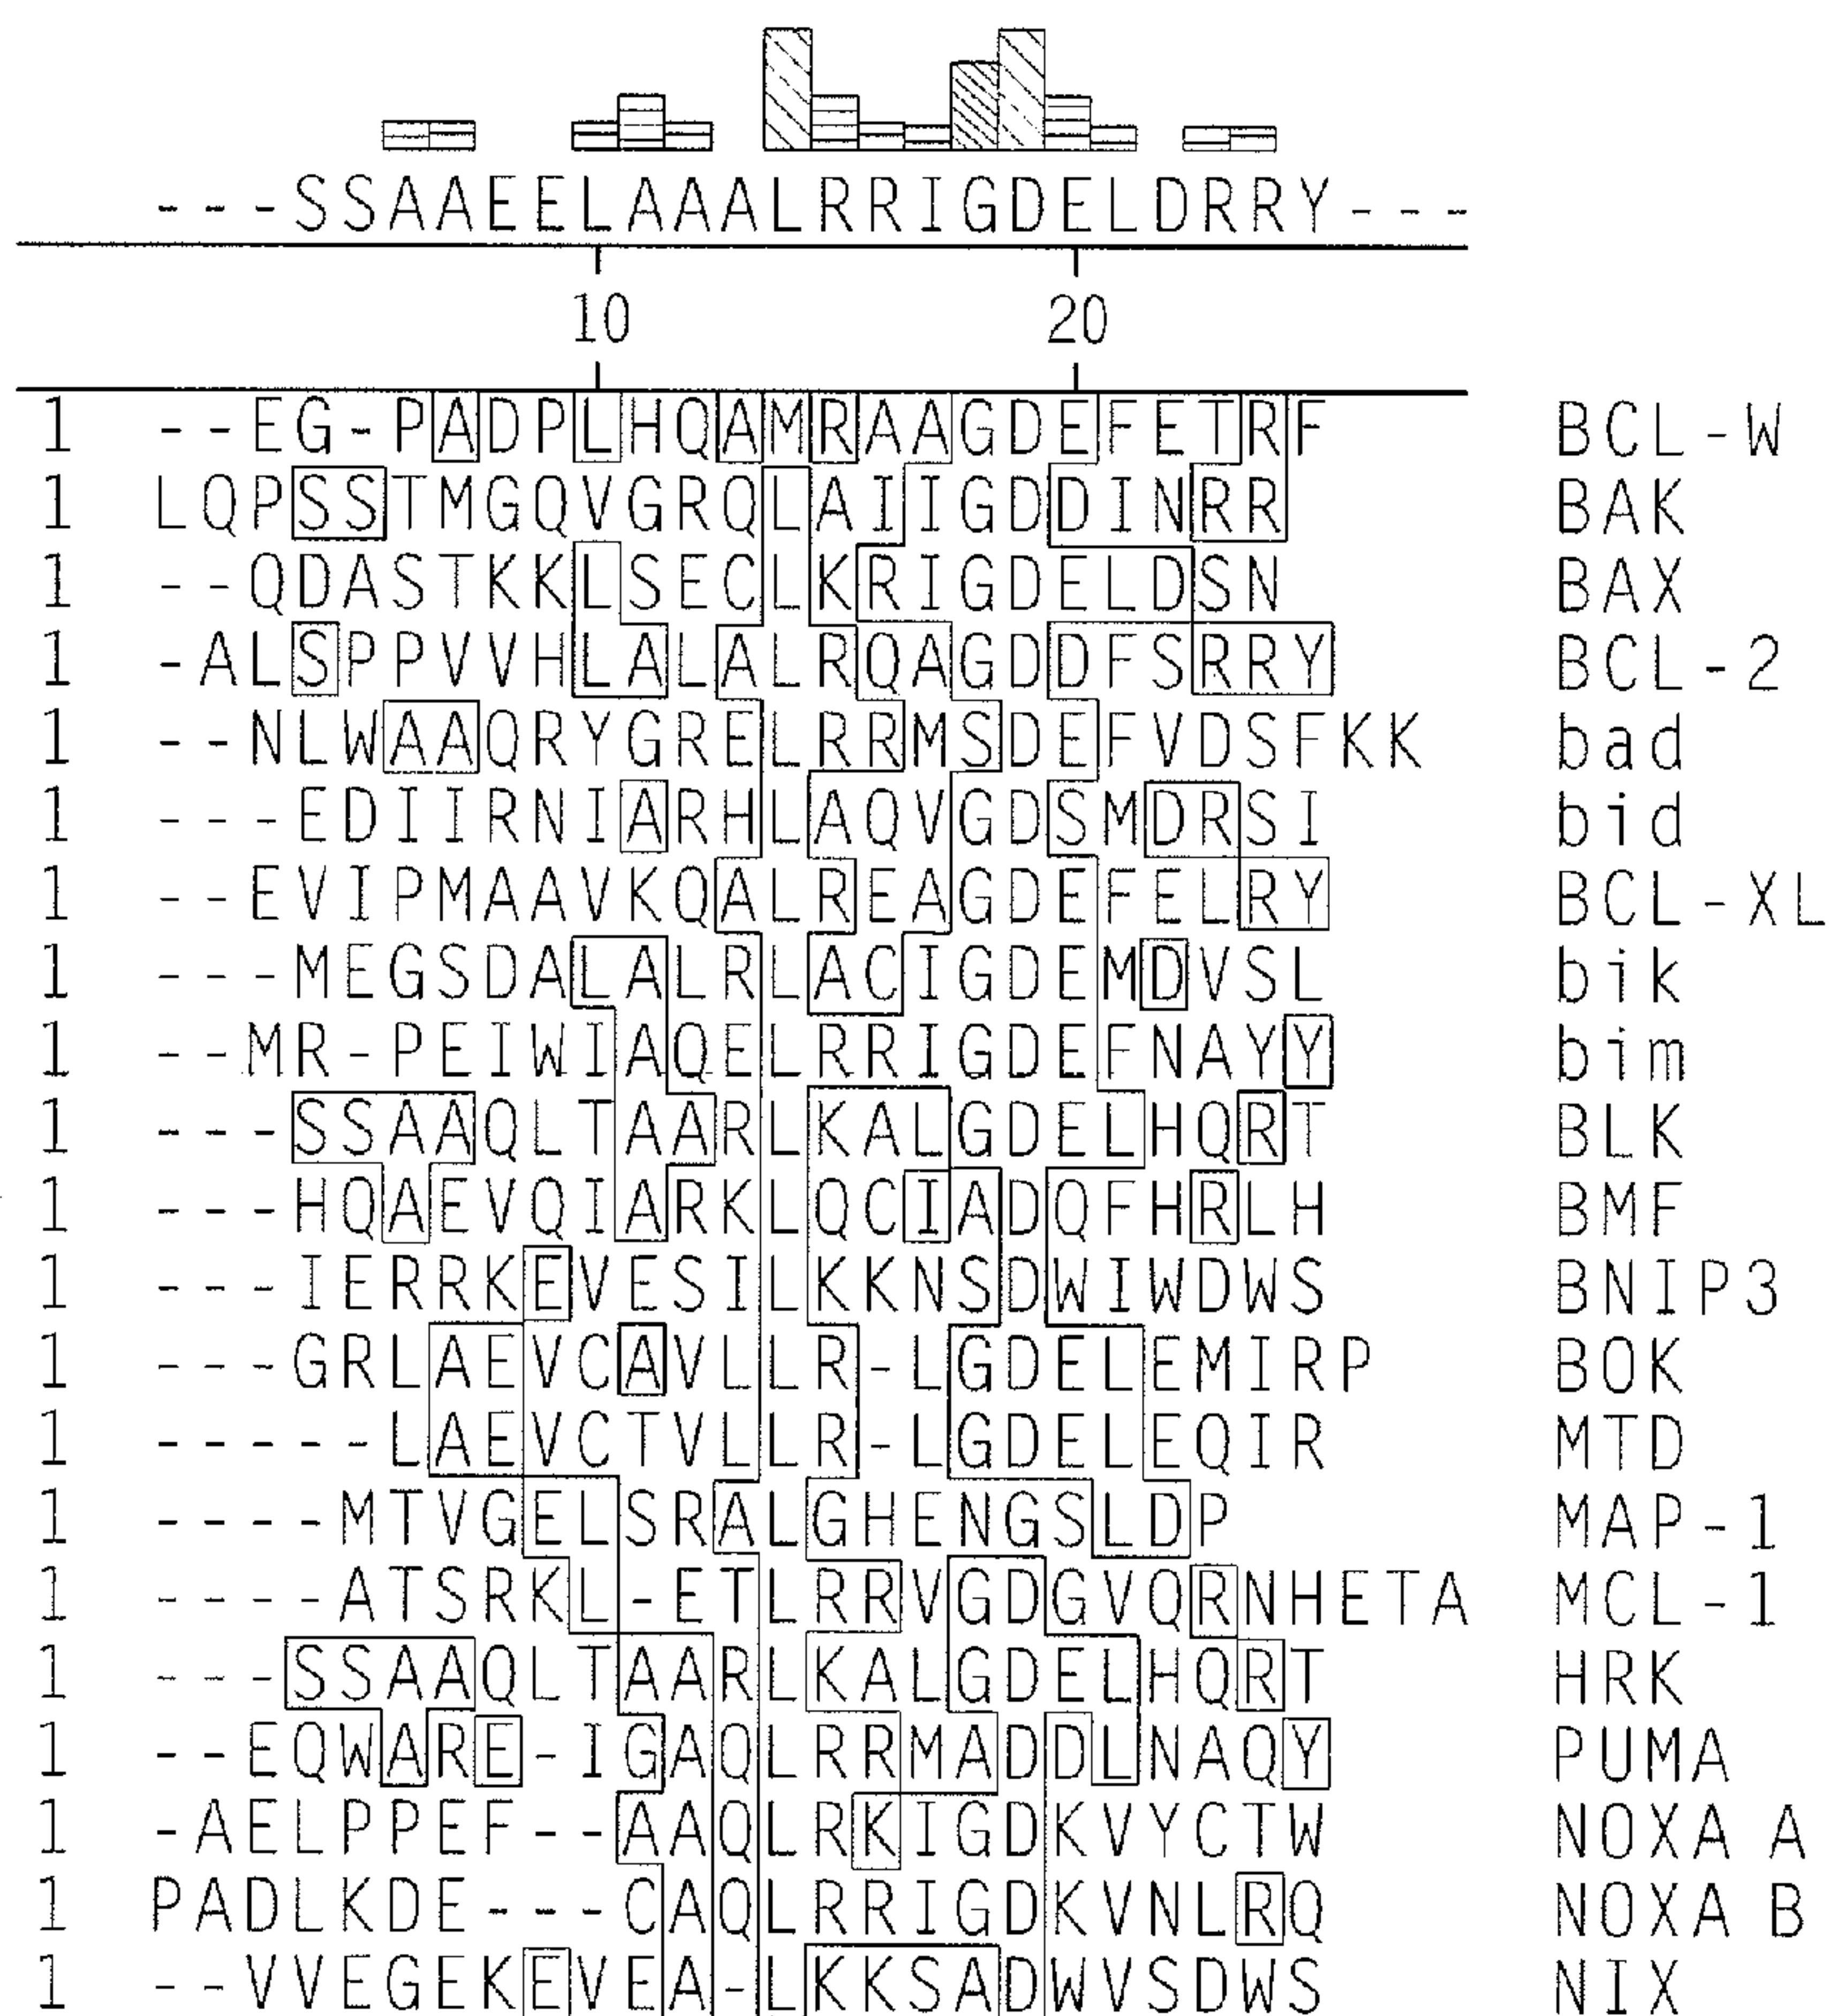 ---SSAAEELAAALRRIGDELDRRY---
10 20
1 --EG-PADPLHQAMRAAGDEFETRF BCL-W
1 LQPSSTMGQVGRQLAIIGDDINRR BAK
1 --QDASTKKLSECLKRIGDELDSN BAX
1 -ALSPPVVHLALALRQAGDDFSRRY BCL-2
1 --NLWAAQRYGRELRRMSDEFVDSFKK bad
1 ---EDIIRNIARHLAQVGDSMDRSI bid
1 --EVIPMAAVKQALREAGDEFELRY BCL-XL
1 ---MEGSDALALRLACIGDEMDVSL bik
1 --MR-PEIWIAQELRRIGDEFNAYY bim
1 ---SSAAQLTAARLKALGDELHQRT BLK
1 ---HQAEVQIARKLQCIADQFHRLH BMF
1 ---IERRKEVESILKKNSDWIWDWS BNIP3
1 ---GRLAEVCAVLLR-LGDELEMIRP BOK
1 -----LAEVCTVLLR-LGDELEQIR MTD
1 ----MTVGELSRALGHENGSLDP MAP-1
1 ----ATSRKL-ETLRRVGDGVQRNHETA MCL-1
1 ---SSAAQLTAARLKALGDELHQRT HRK
1 --EQWARE-IGAQLRRMADDLNAQY PUMA
1 -AELPPEF--AAQLRKIGDKVYCTW NOXA A
1 PADLKDE---CAQLRRIGDKVNLRQ NOXA B
1 --VVEGEKEVEA-LKKSADWVSDWS NIX